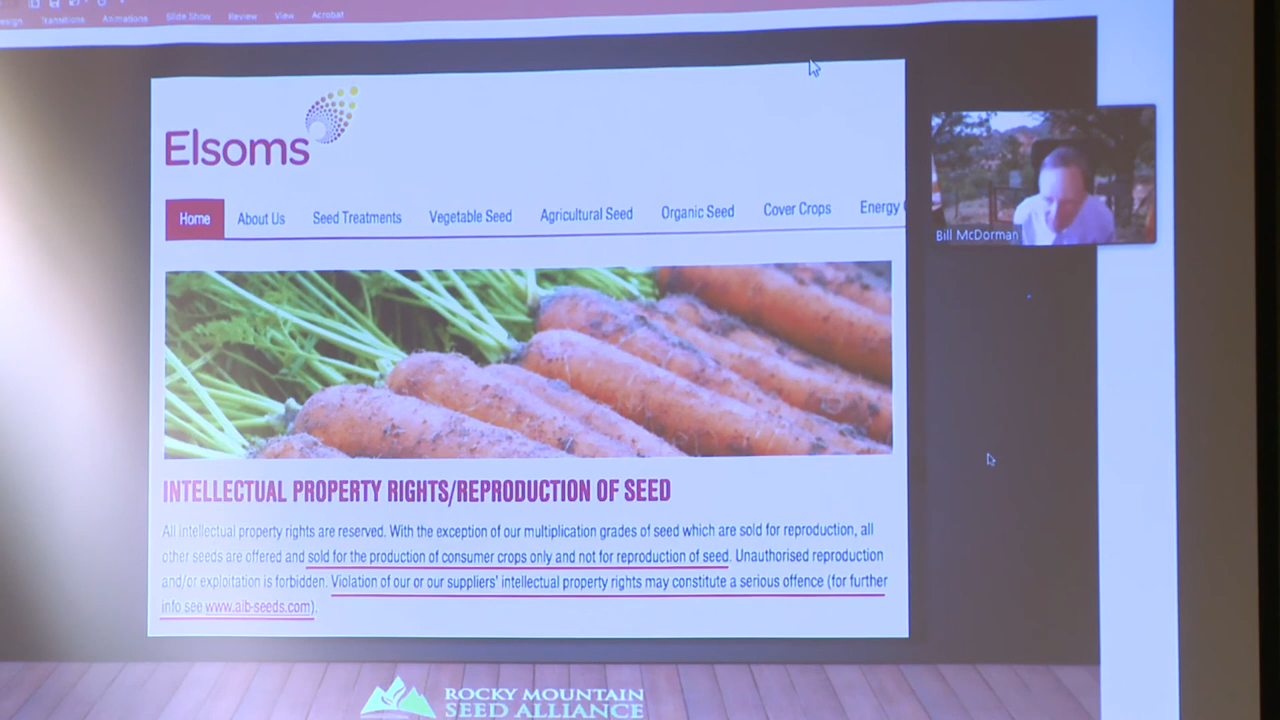 Transitions
Animations
Slide Show
Review
View
Acrobat
Elsoms
Home
About Us
Seed Treatments
Vegetable Seed
Agricultural Seed
Organic Seed
Cover Crops
Energy
Bill McDorman
INTELLECTUAL PROPERTY RIGHTS/REPRODUCTION OF SEED
All intellectual property rights are reserved. With the exception of our multiplication grades of seed which are sold for reproduction, all
other seeds are offered and sold for the production of consumer crops only and not for reproduction of seed. Unauthorised reproduction
and/or exploitation is forbidden. Violation of our or our suppliers' intellectual property rights may constitute a serious offence (for further
info see www.aib-seeds.com).
ROCKY MOUNTAIN
SEED ALLIANCE